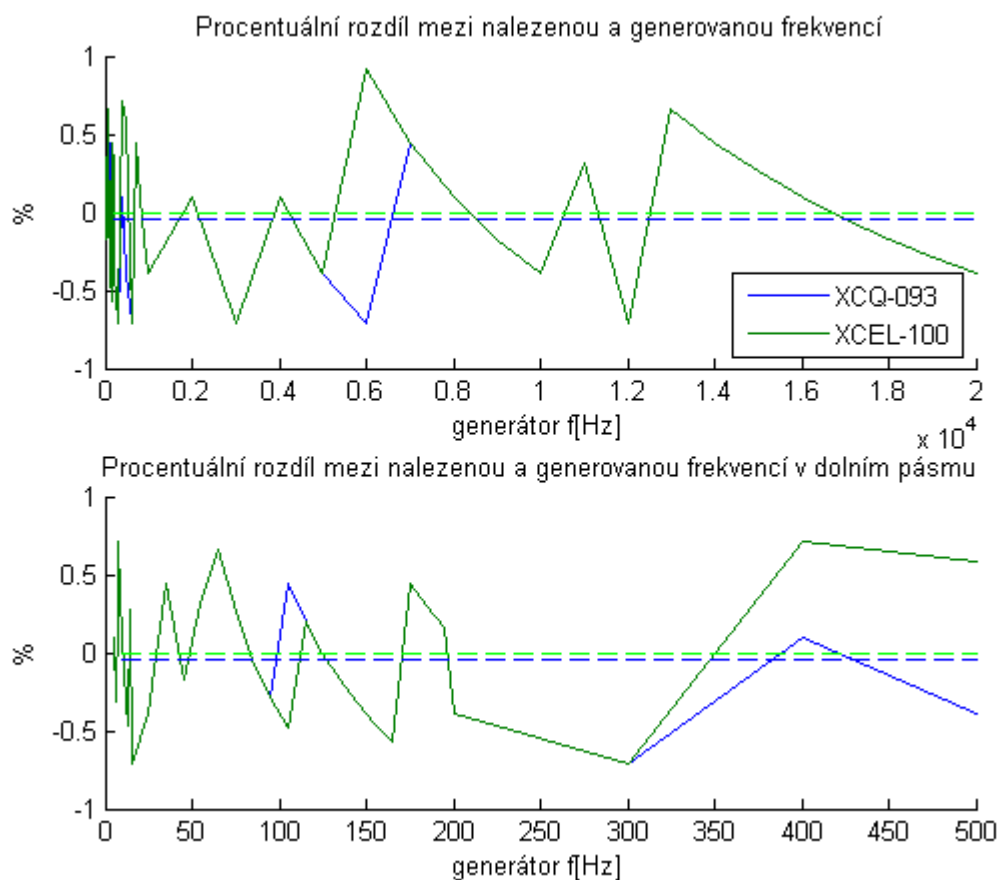 Procentuální rozdíl mezi nalezenou a generovanou frekvencí
1
0.5
0
-0.5
-1
%
XCQ-093
XCEL-100
0 0.2 0.4 0.6 0.8 1 1.2 1.4 1.6 1.8 2
generátor f[Hz]
x 10^4
Procentuální rozdíl mezi nalezenou a generovanou frekvencí v dolním pásmu
1
0.5
0
-0.5
-1
%
0 50 100 150 200 250 300 350 400 450 500
generátor f[Hz]